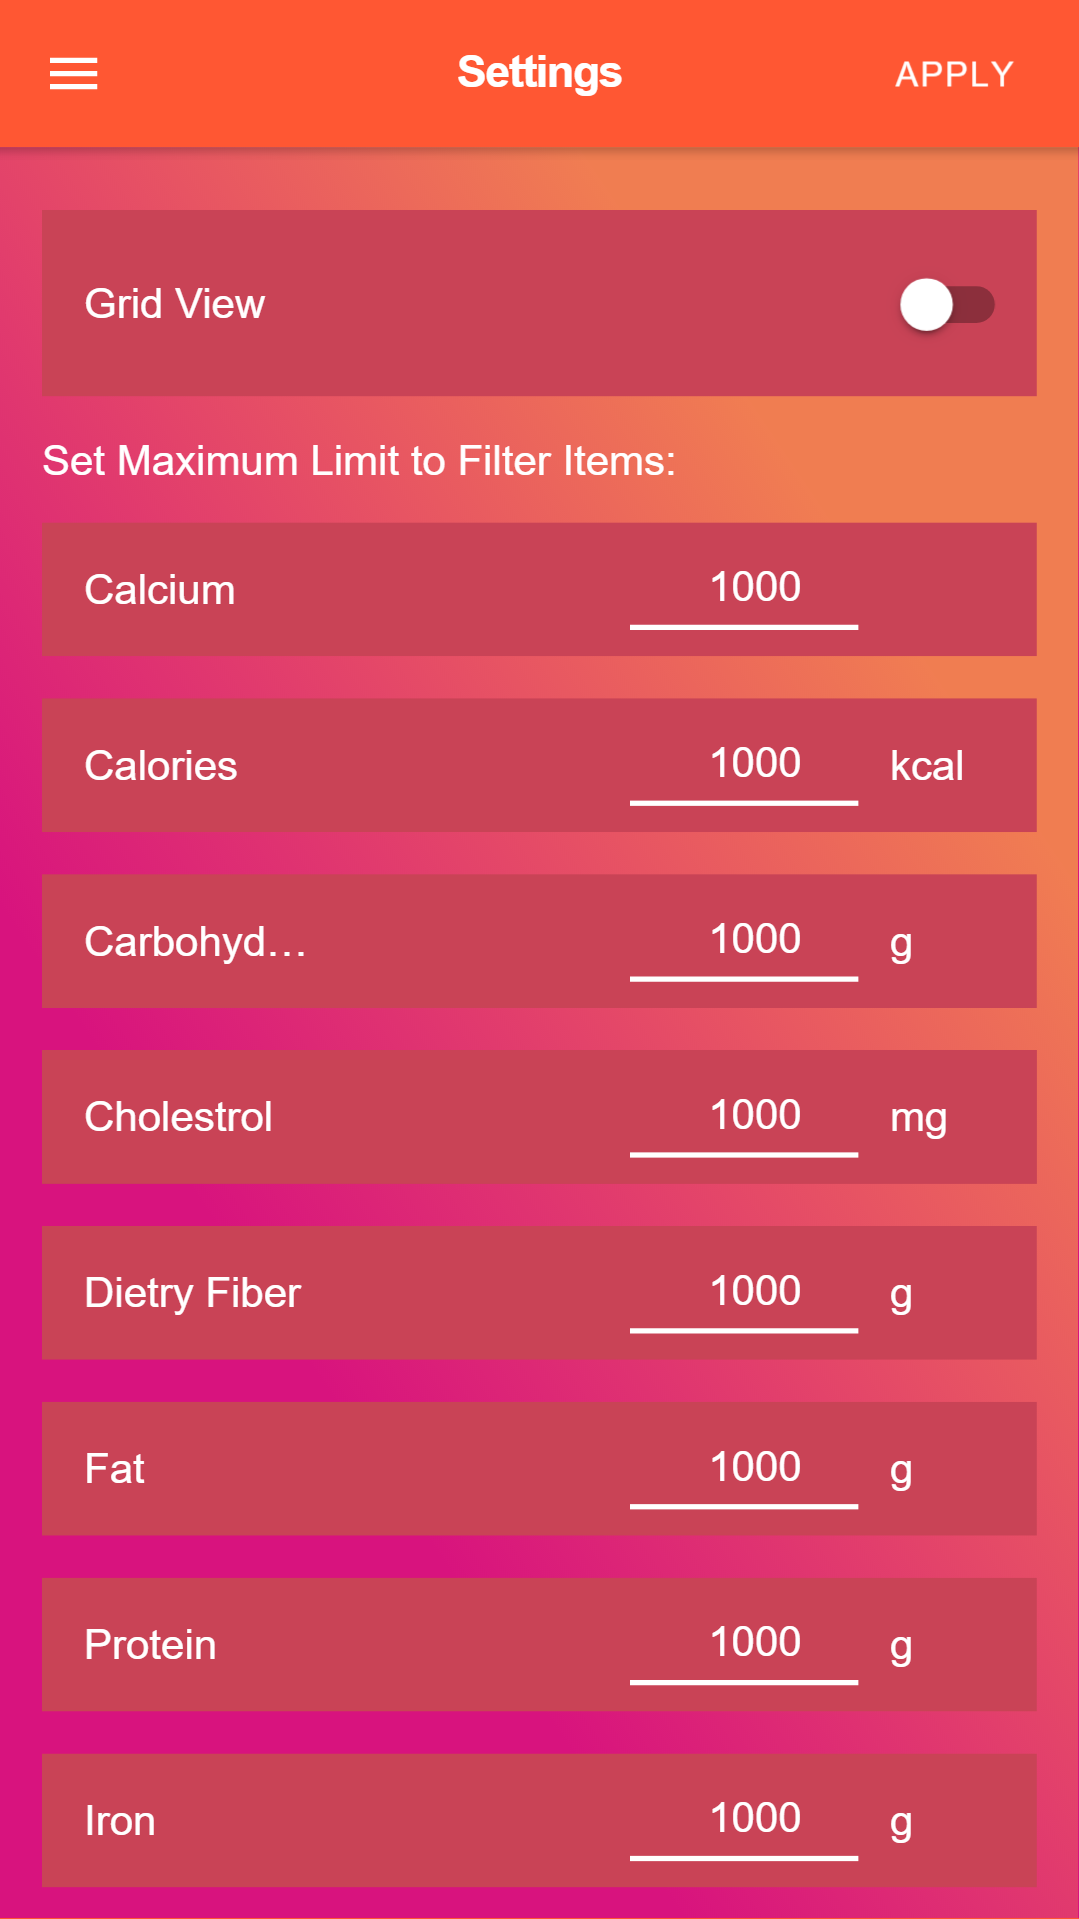 Settings APPLY
Grid View
Set Maximum Limit to Filter Items:
Calcium 1000
Calories 1000 kcal
Carbohyd... 1000 g
Cholestrol 1000 mg
Dietry Fiber 1000 g
Fat 1000 g
Protein 1000 g
Iron 1000 g